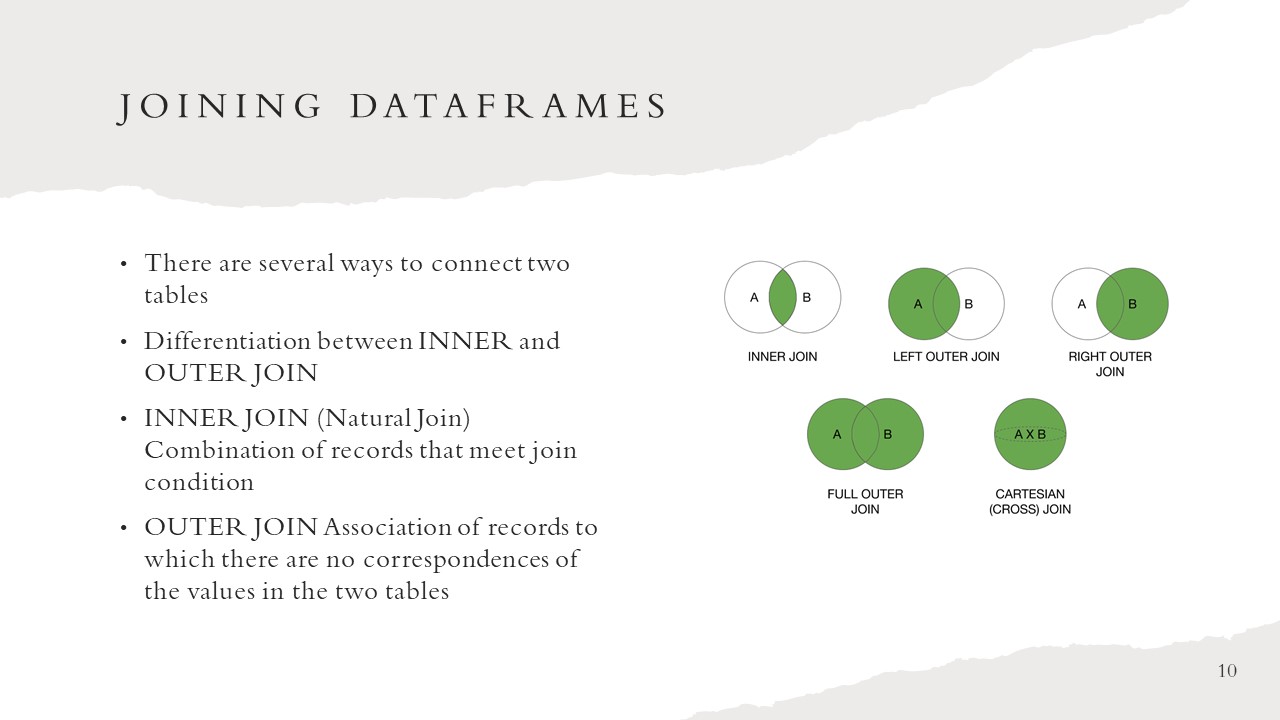 JOINING DATAFRAMES
• There are several ways to connect two
tables
• Differentiation between INNER and
OUTER JOIN
• INNER JOIN (Natural Join)
Combination of records that meet join
condition
• OUTER JOIN Association of records to
which there are no correspondences of
the values in the two tables
A B
INNER JOIN
A B
LEFT OUTER JOIN
A B
RIGHT OUTER
JOIN
A B
FULL OUTER
JOIN
A X B
CARTESIAN
(CROSS) JOIN
10